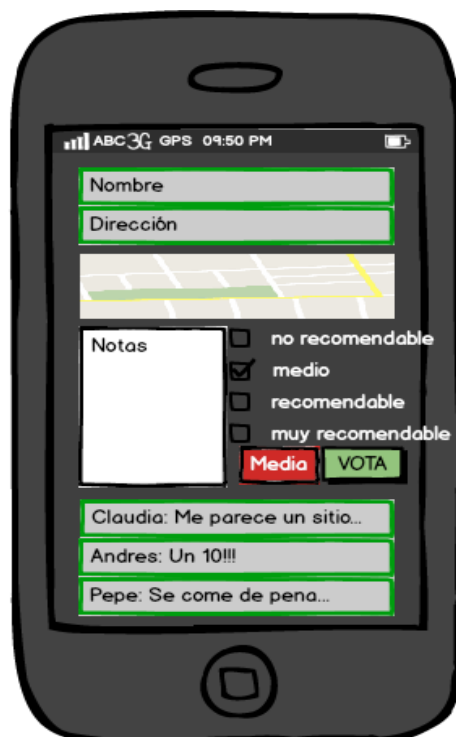 ABC 3G GPS 09:50 PM
Nombre
Dirección
Notas
no recomendable
medio
recomendable
muy recomendable
Media VOTA
Claudia: Me parece un sitio...
Andres: Un 10!!!
Pepe: Se come de pena...